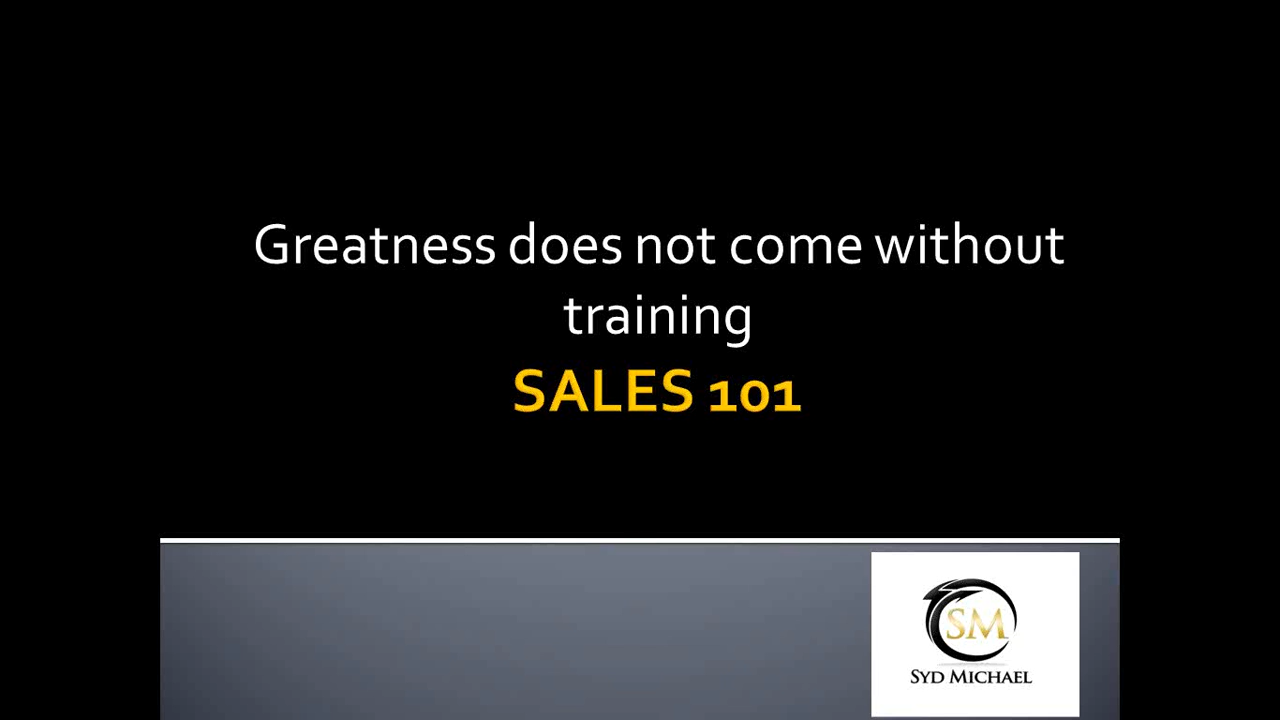 Greatness does not come without
training
SALES 101
SM
SYD MICHAEL